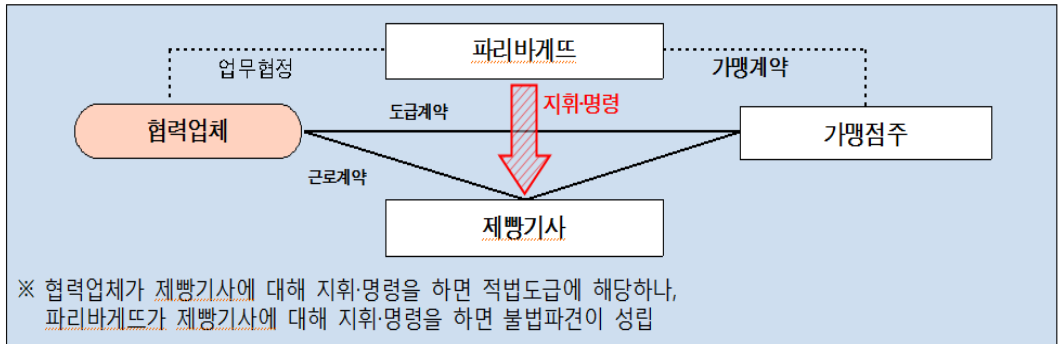 파리바게뜨
업무협정
가맹계약
지휘·명령
도급계약
협력업체
가맹점주
근로계약
제빵기사
※ 협력업체가 제빵기사에 대해 지휘·명령을 하면 적법도급에 해당하나,
파리바게뜨가 제빵기사에 대해 지휘·명령을 하면 불법파견이 성립